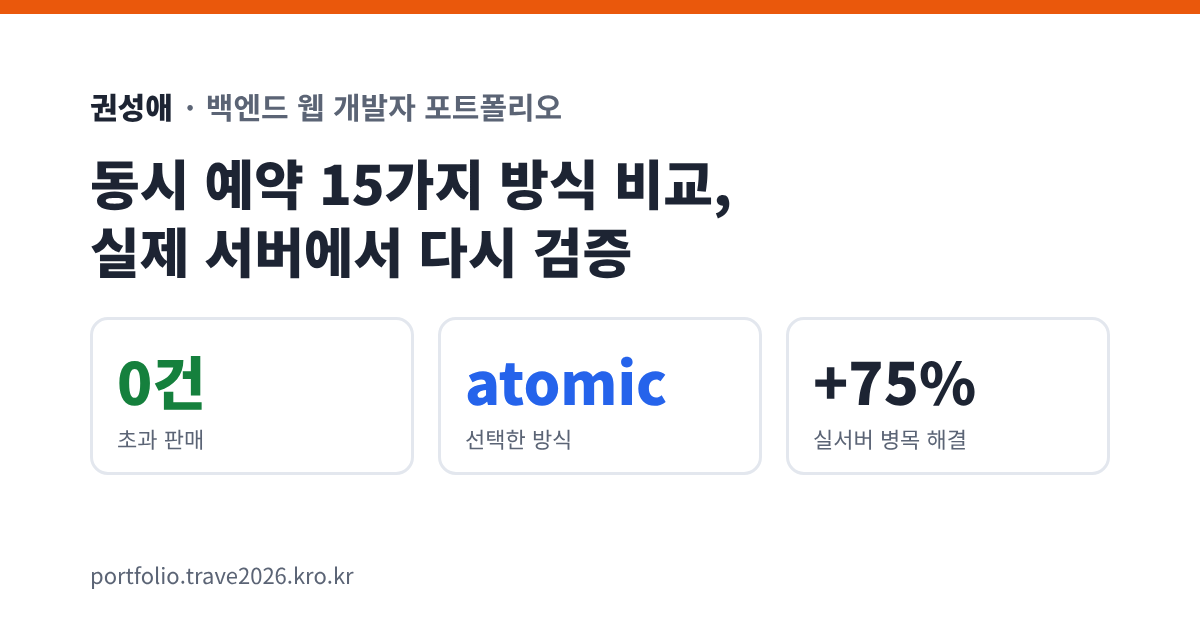 권성애 · 백엔드 웹 개발자 포트폴리오
동시 예약 15가지 방식 비교,
실제 서버에서 다시 검증
0건
초과 판매
atomic
선택한 방식
+75%
실서버 병목 해결
portfolio.trave2026.kro.kr